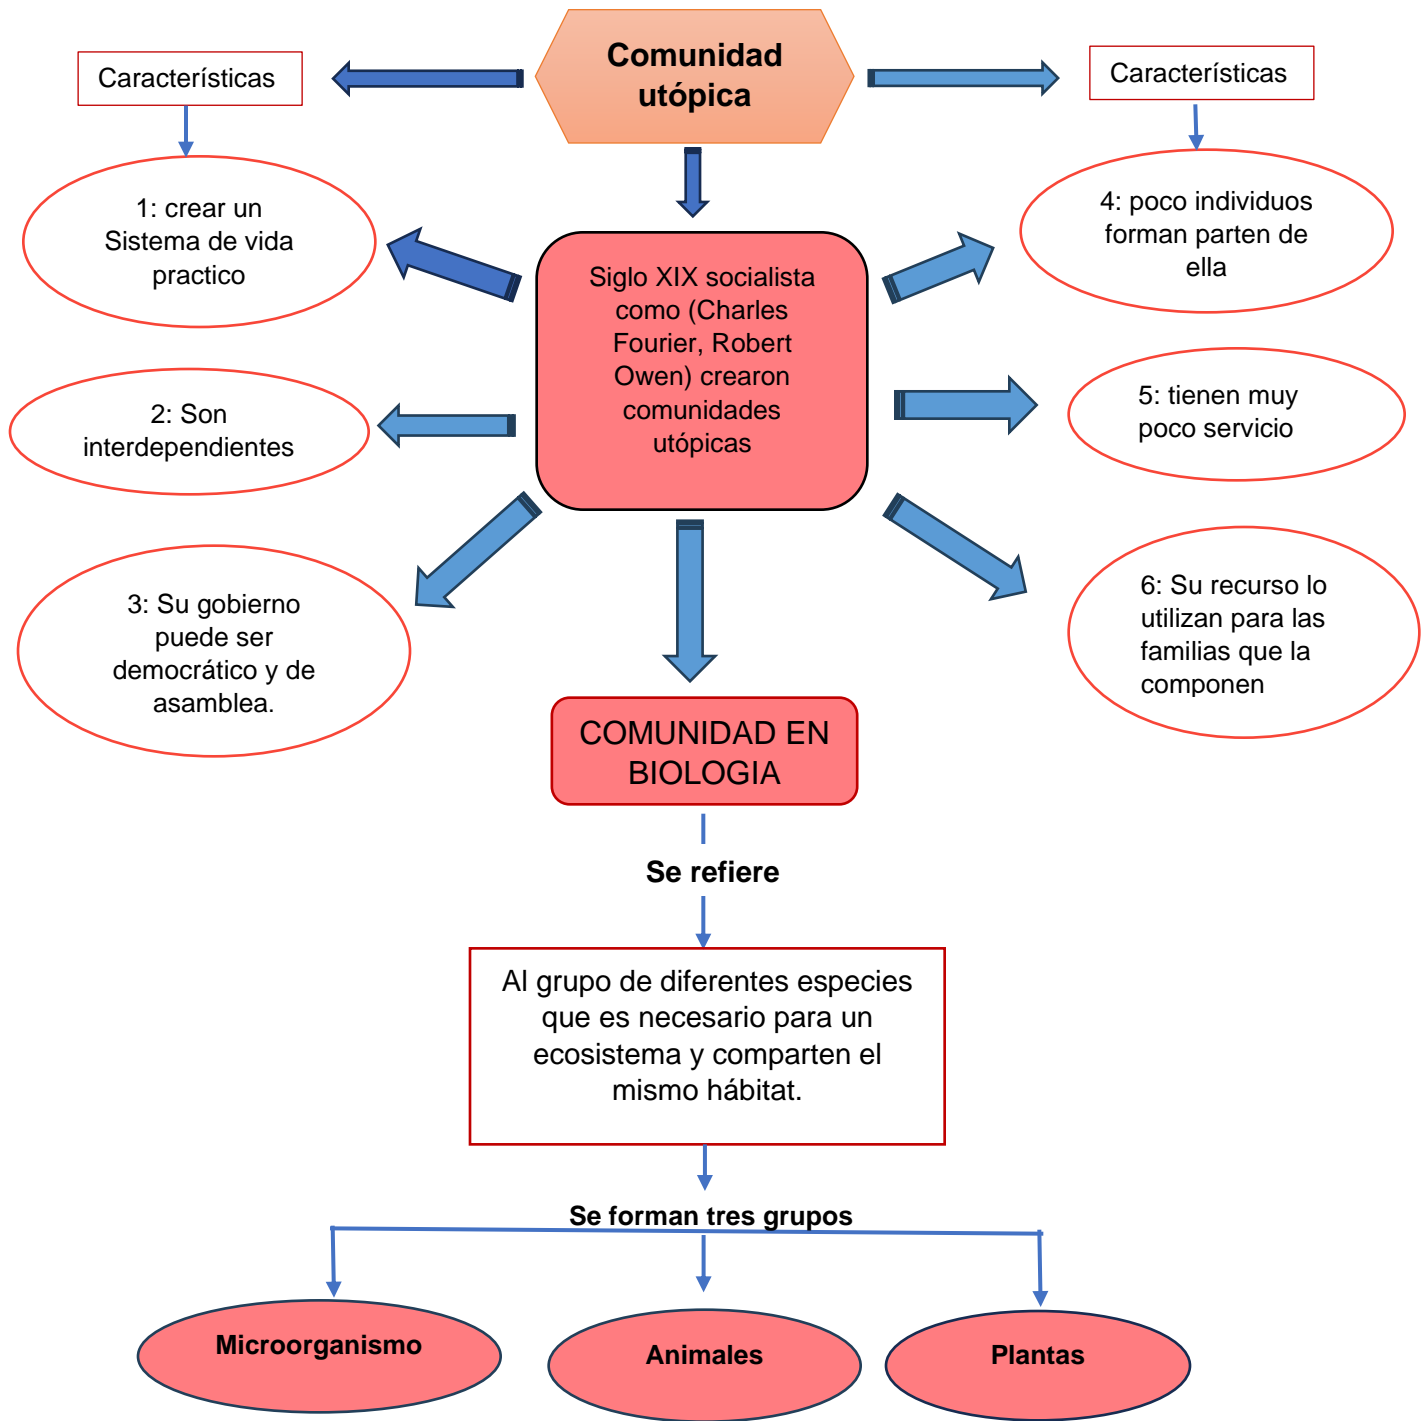 Comunidad
utópica
Características
Características
1: crear un
Sistema de vida
practico
4: poco individuos
forman parten de
ella
Siglo XIX socialista
como (Charles
Fourier, Robert
Owen) crearon
comunidades
utópicas
2: Son
interdependientes
5: tienen muy
poco servicio
3: Su gobierno
puede ser
democrático y de
asamblea.
6: Su recurso lo
utilizan para las
familias que la
componen
COMUNIDAD EN
BIOLOGIA
Se refiere
Al grupo de diferentes especies
que es necesario para un
ecosistema y comparten el
mismo hábitat.
Se forman tres grupos
Microorganismo
Animales
Plantas